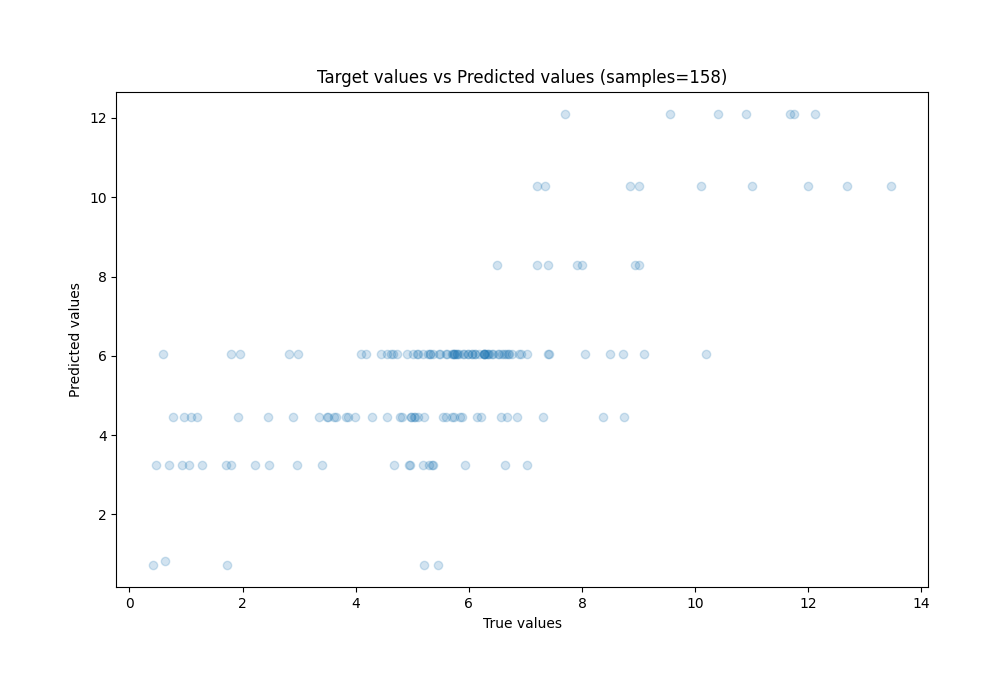 Target values vs Predicted values (samples=158)
12
10
8
6
4
2
Predicted values
0 2 4 6 8 10 12 14
True values